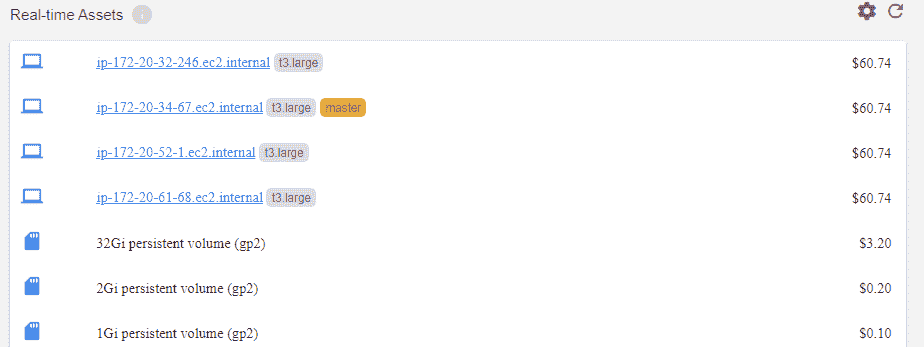 Real-time Assets i
ip-172-20-32-246.ec2.internal t3.large $60.74
ip-172-20-34-67.ec2.internal t3.large master $60.74
ip-172-20-52-1.ec2.internal t3.large $60.74
ip-172-20-61-68.ec2.internal t3.large $60.74
32Gi persistent volume (gp2) $3.20
2Gi persistent volume (gp2) $0.20
1Gi persistent volume (gp2) $0.10